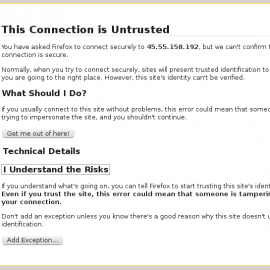 This Connection is Untrusted
You have asked Firefox to connect securely to 45.55.158.192, but we can't confirm t
connection is secure.
Normally, when you try to connect securely, sites will present trusted identification to
you are going to the right place. However, this site's identity can't be verified.
What Should I Do?
If you usually connect to this site without problems, this error could mean that someo
trying to impersonate the site, and you shouldn't continue.
Get me out of here!
Technical Details
I Understand the Risks
If you understand what's going on, you can tell Firefox to start trusting this site's ident
Even if you trust the site, this error could mean that someone is tamperin
your connection.
Don't add an exception unless you know there's a good reason why this site doesn't u
identification.
Add Exception...